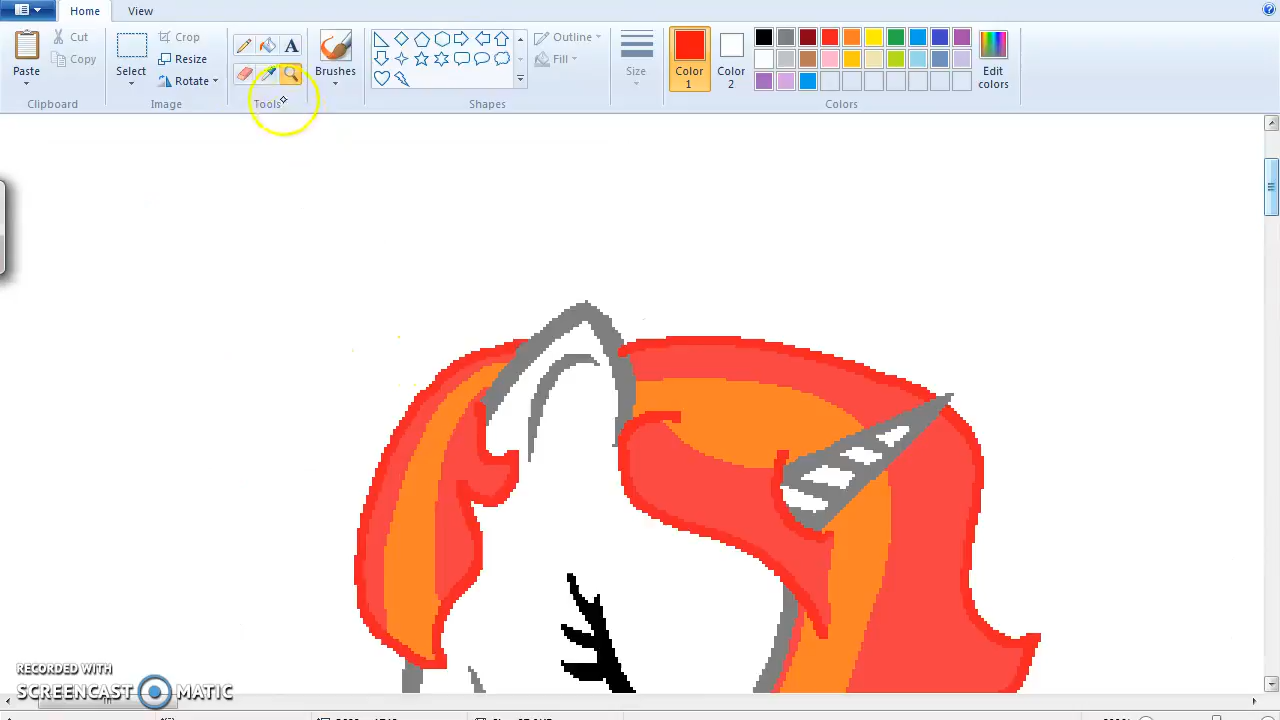 Home View
Paste
Cut
Copy
Clipboard
Select
Crop
Resize
Rotate
Image
A
Tools
Brushes
Outline
Fill
Shapes
Size
Color
1
Color
2
Edit
colors
Colors
RECORDED WITH
SCREENCAST MATIC